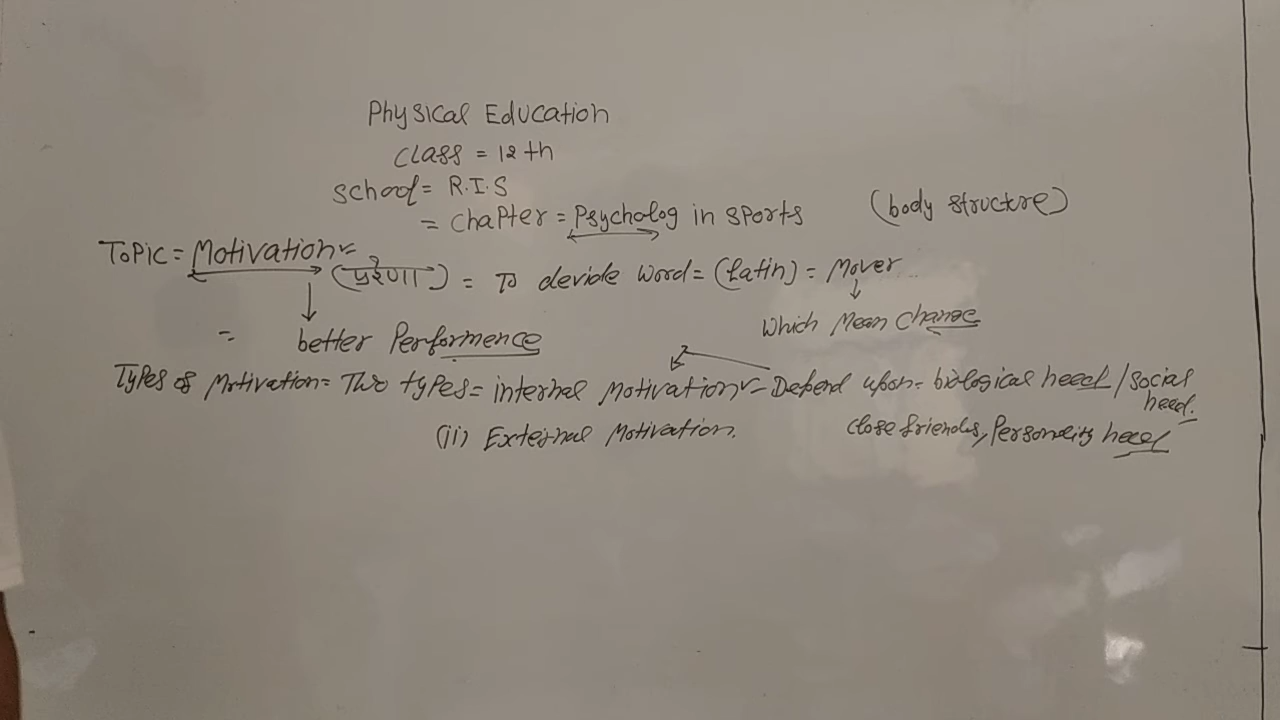 Physical Education
Class = 12th
School = R.I.S
= Chapter = Psycholog in sports (body structre)
Topic = Motivation
(प्रेरणा) = To devide word = (Latin) = Mover
which Mean Change
= better Performence
Types of Motivation = Two types = internal Motivation = Depend upon = biological need / social need.
(ii) External Motivation. close friends, Personality need